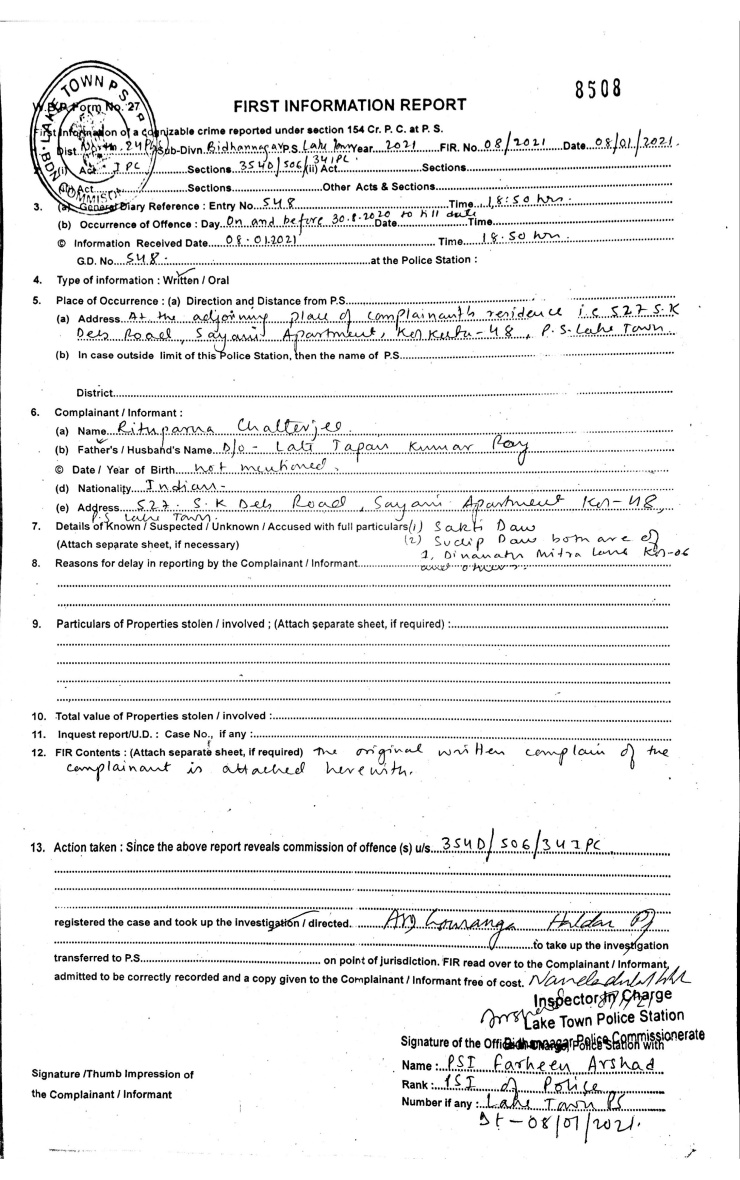 8508
W.B.P. Form No. 27
FIRST INFORMATION REPORT
First Information of a cognizable crime reported under section 154 Cr. P. C. at P. S.
Dist. North 24 Pgs Sub-Divn. Bidhannagar P.S. Lake Town Year 2021 FIR. No. 08/2021 Date 08/01/2021.
(i) Act IPC Sections 354D/506/34 IPC (ii) Act Sections
Act Sections Other Acts & Sections
3. (a) General Diary Reference : Entry No. 548 Time 18:50 hrs.
(b) Occurrence of Offence : Day On and before 30.8.2020 to till date Date Time
© Information Received Date 08.01.2021 Time 18.50 hrs.
G.D. No. 548. at the Police Station :
4. Type of information : Written / Oral
5. Place of Occurrence : (a) Direction and Distance from P.S.
(a) Address At the adjoining place of complainant's residence i.e 527 S.K
Deb Road, Sayani Apartment, Kolkata-48, P.S. Lake Town
(b) In case outside limit of this Police Station, then the name of P.S
District
6. Complainant / Informant :
(a) Name Rituparna Chatterjee
(b) Father's / Husband's Name D/o - Late Tapan Kumar Roy
© Date / Year of Birth not mentioned.
(d) Nationality Indian-
(e) Address 527. S.K Deb Road, Sayani Apartment Kol-48,
P.S. Lake Town.
7. Details of Known / Suspected / Unknown / Accused with full particulars (1) Sakti Daw
(Attach separate sheet, if necessary) (2) Sudip Daw both are of
1, Dinanath Mitra Lane Kol-06
8. Reasons for delay in reporting by the Complainant / Informant and others.
9. Particulars of Properties stolen / involved ; (Attach separate sheet, if required) :
10. Total value of Properties stolen / involved :
11. Inquest report/U.D. : Case No., if any :
12. FIR Contents : (Attach separate sheet, if required) The original written complain of the
complainant is attached herewith.
13. Action taken : Since the above report reveals commission of offence (s) u/s. 354D/506/34 IPC
registered the case and took up the investigation / directed. Gouranga Haldar
to take up the investigation
transferred to P.S. on point of jurisdiction. FIR read over to the Complainant / Informant,
admitted to be correctly recorded and a copy given to the Complainant / Informant free of cost.
Inspector In Charge
Lake Town Police Station
Bidhannagar Police Commissionerate
Signature of the Officer Police Station with
Name : PSI Farheen Arshad
Signature /Thumb Impression of
Rank : PSI of Police
the Complainant / Informant
Number if any : Lake Town PS
Dt - 08/01/2021.